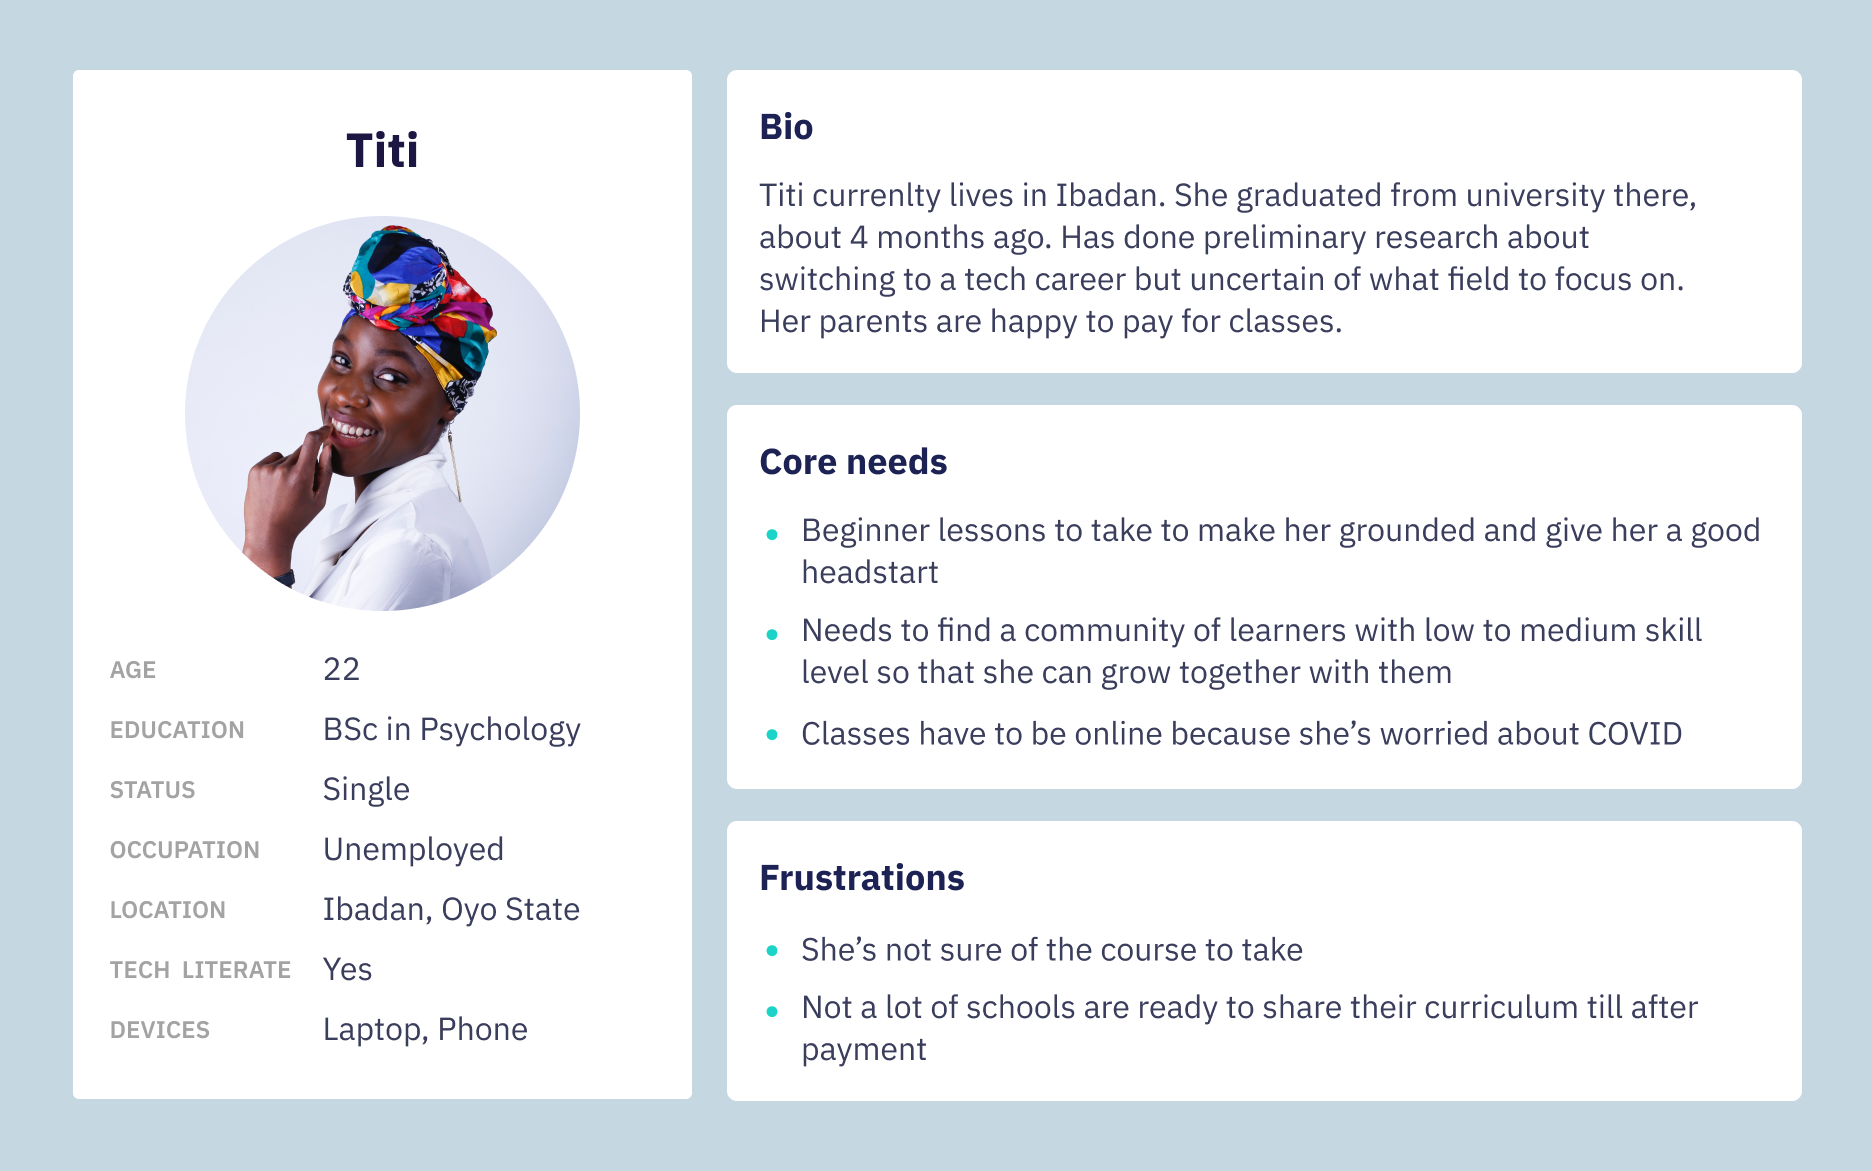 Titi
AGE 22
EDUCATION BSc in Psychology
STATUS Single
OCCUPATION Unemployed
LOCATION Ibadan, Oyo State
TECH LITERATE Yes
DEVICES Laptop, Phone
Bio
Titi currenlty lives in Ibadan. She graduated from university there,
about 4 months ago. Has done preliminary research about
switching to a tech career but uncertain of what field to focus on.
Her parents are happy to pay for classes.
Core needs
• Beginner lessons to take to make her grounded and give her a good
headstart
• Needs to find a community of learners with low to medium skill
level so that she can grow together with them
• Classes have to be online because she’s worried about COVID
Frustrations
• She’s not sure of the course to take
• Not a lot of schools are ready to share their curriculum till after
payment